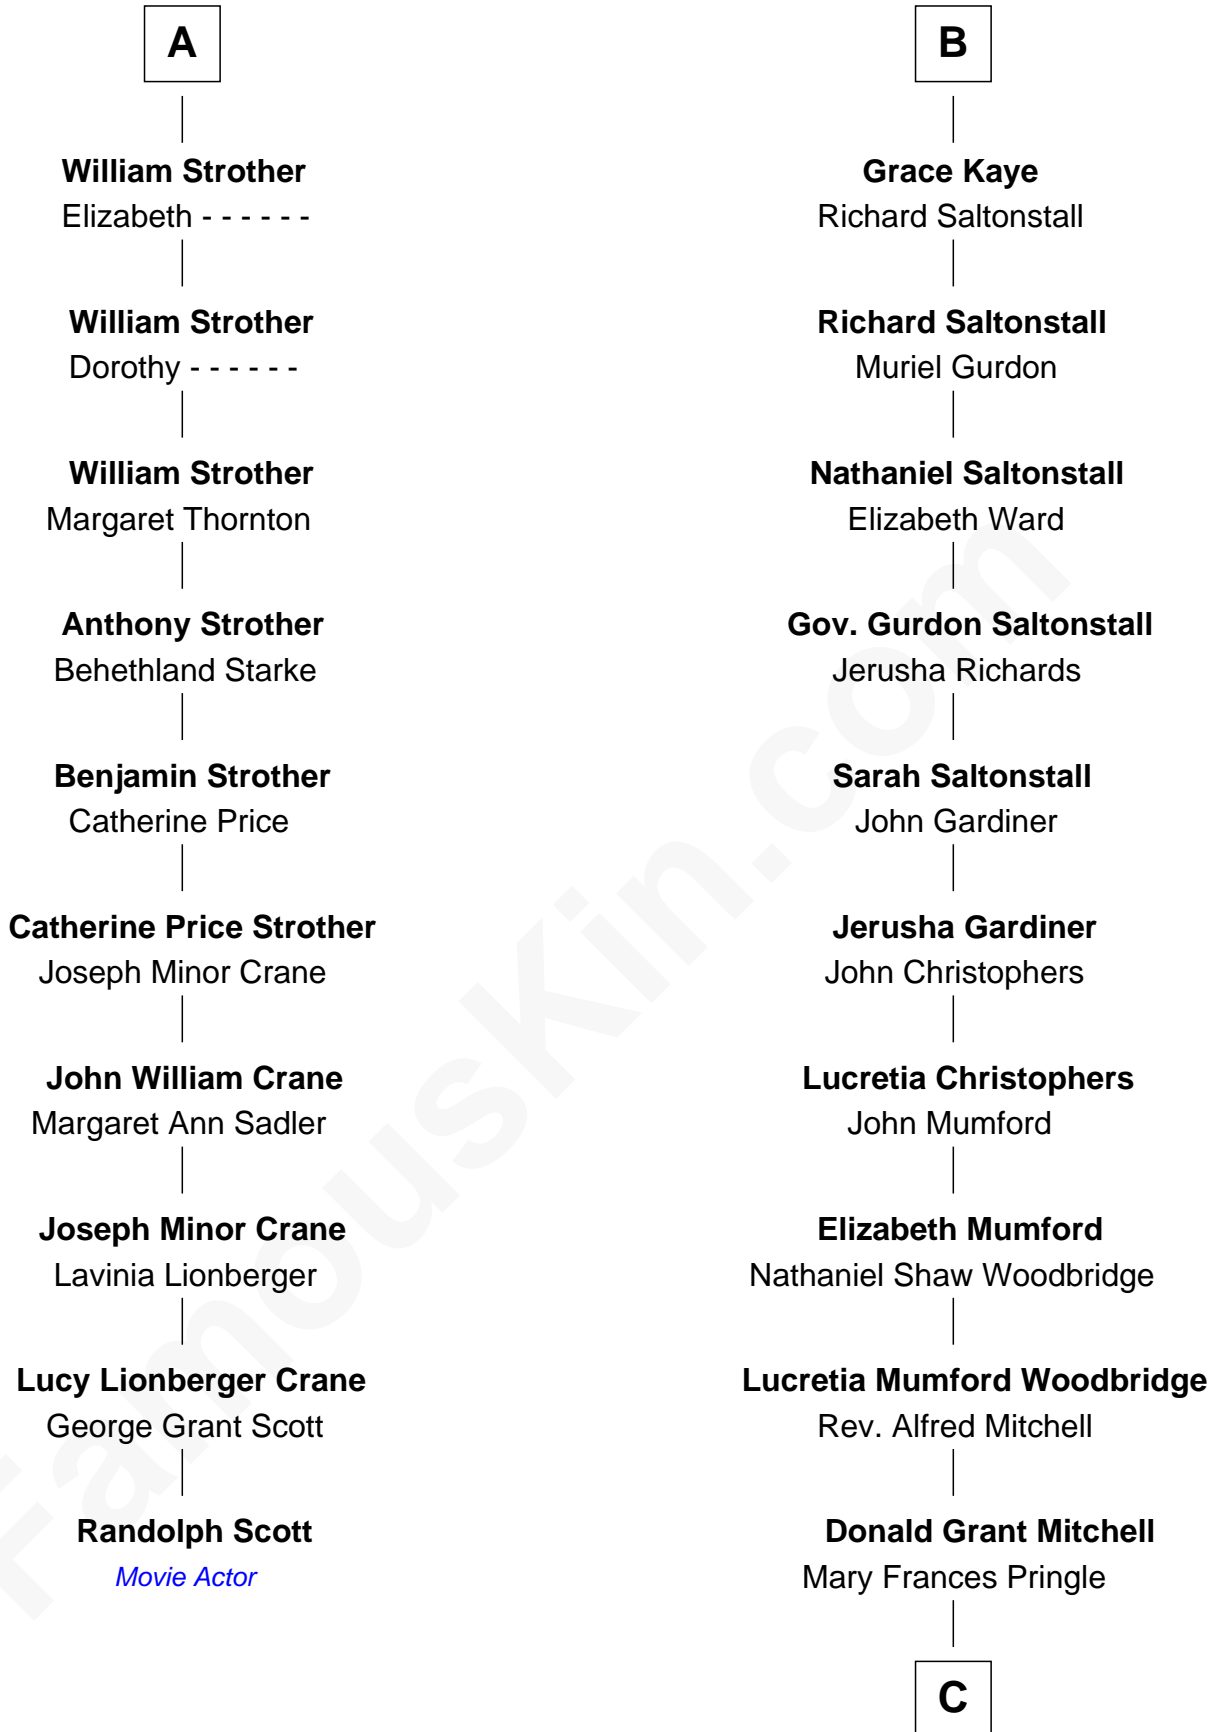 A
William Strother
Elizabeth - - - - - -
William Strother
Dorothy - - - - - -
William Strother
Margaret Thornton
Anthony Strother
Behethland Starke
Benjamin Strother
Catherine Price
Catherine Price Strother
Joseph Minor Crane
John William Crane
Margaret Ann Sadler
Joseph Minor Crane
Lavinia Lionberger
Lucy Lionberger Crane
George Grant Scott
Randolph Scott
Movie Actor
B
Grace Kaye
Richard Saltonstall
Richard Saltonstall
Muriel Gurdon
Nathaniel Saltonstall
Elizabeth Ward
Gov. Gurdon Saltonstall
Jerusha Richards
Sarah Saltonstall
John Gardiner
Jerusha Gardiner
John Christophers
Lucretia Christophers
John Mumford
Elizabeth Mumford
Nathaniel Shaw Woodbridge
Lucretia Mumford Woodbridge
Rev. Alfred Mitchell
Donald Grant Mitchell
Mary Frances Pringle
C
FamousKin.com